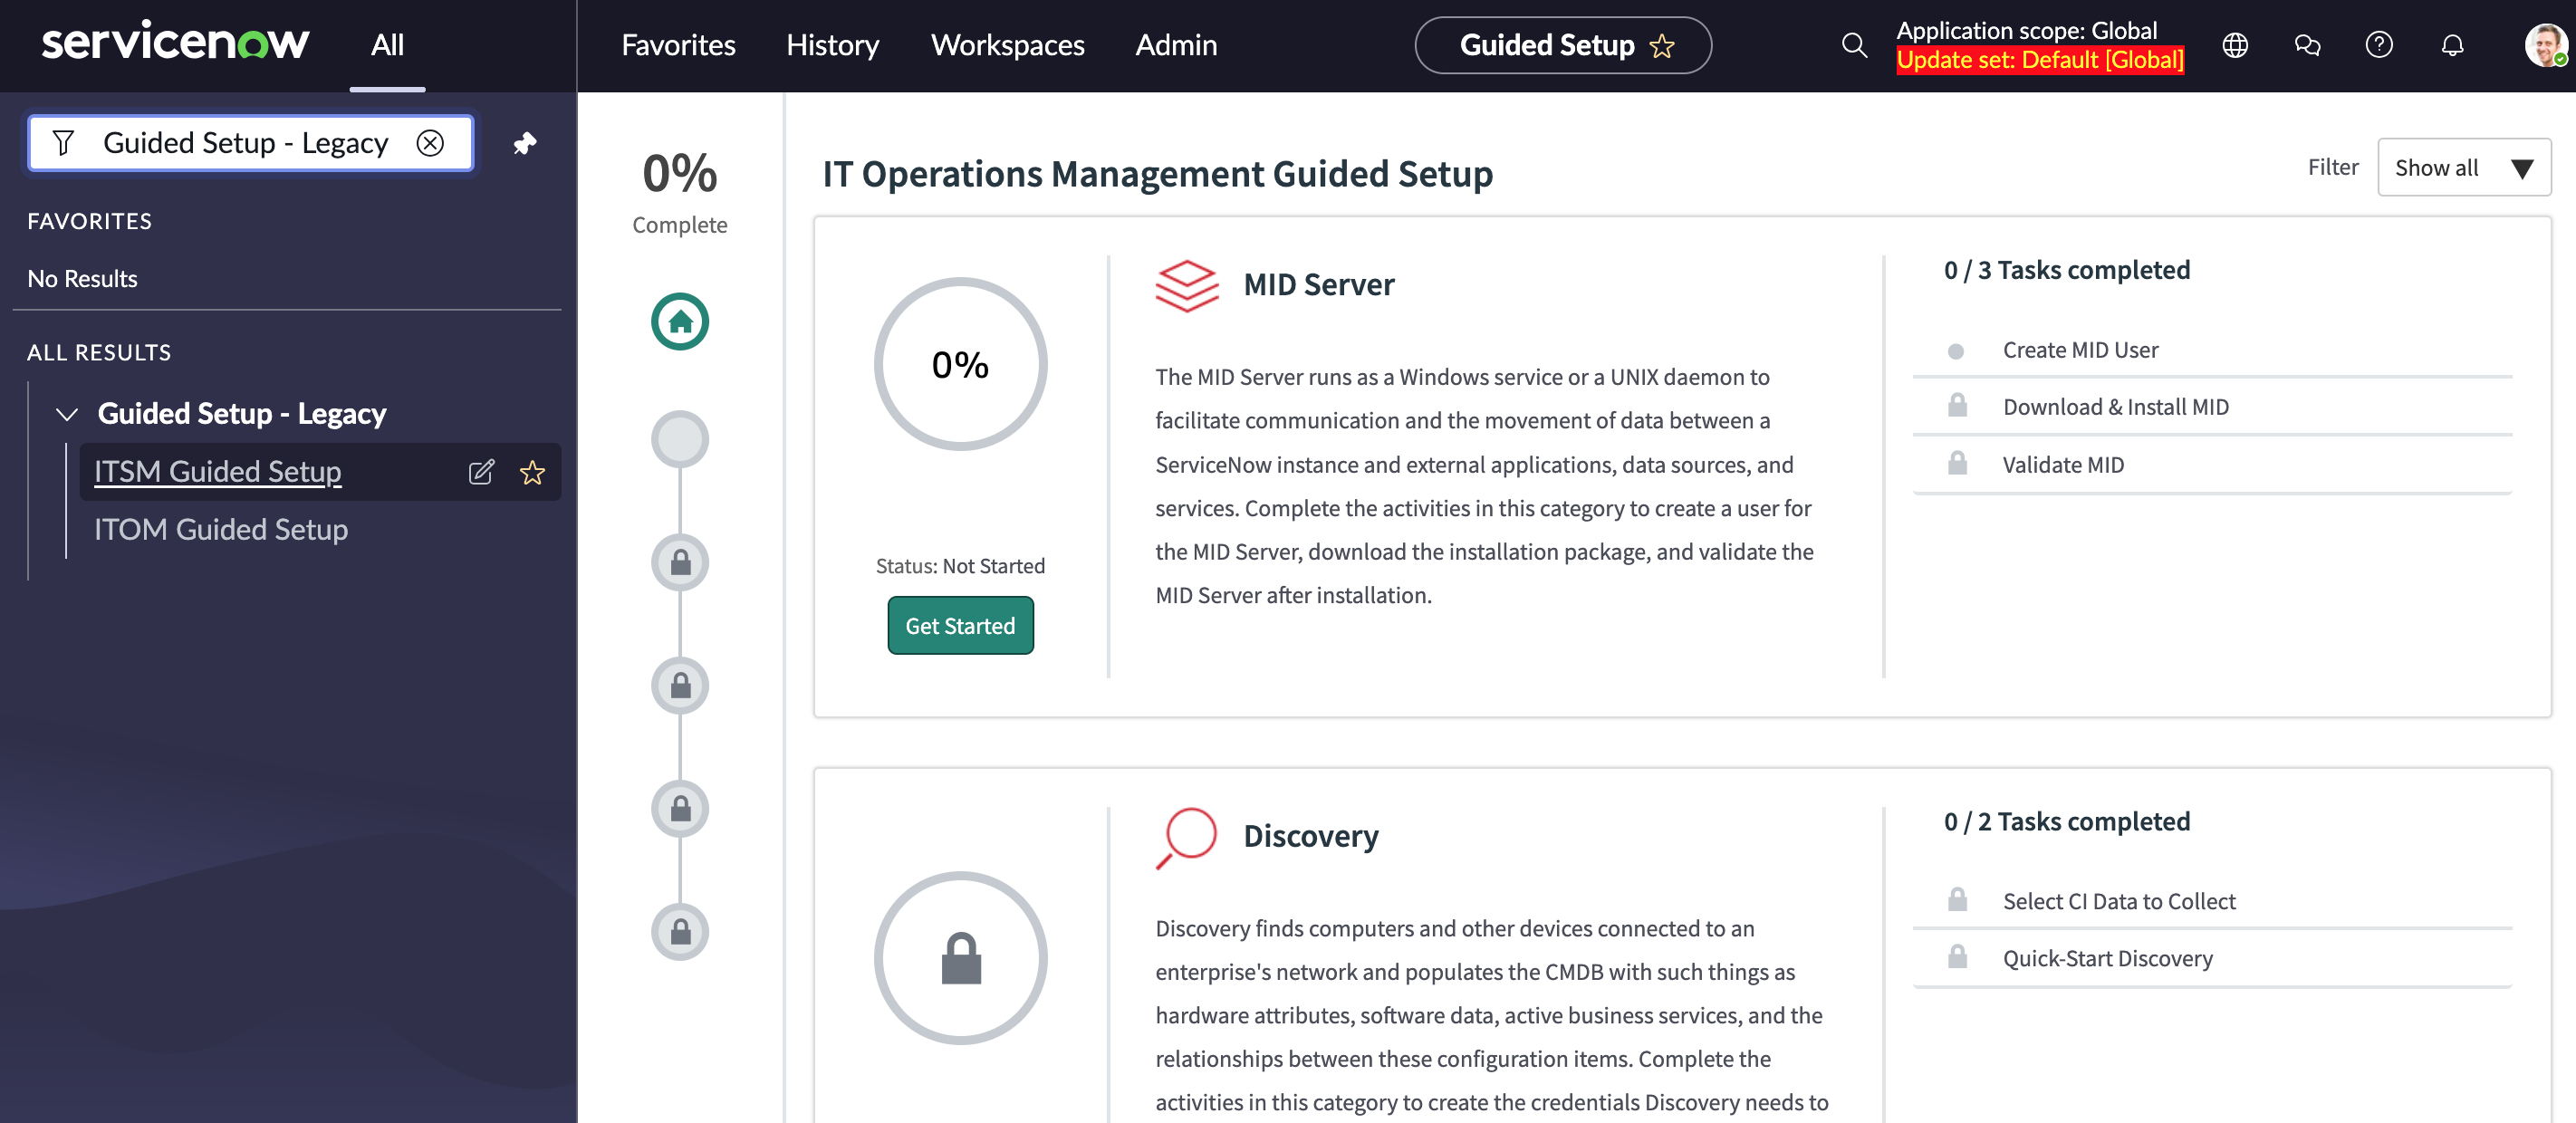 servicenow
All
Favorites
History
Workspaces
Admin
Guided Setup
Application scope: Global
Update set: Default [Global]
Guided Setup - Legacy
FAVORITES
No Results
ALL RESULTS
Guided Setup - Legacy
ITSM Guided Setup
ITOM Guided Setup
0%
Complete
IT Operations Management Guided Setup
Filter
Show all
0%
Status: Not Started
Get Started
MID Server
The MID Server runs as a Windows service or a UNIX daemon to
facilitate communication and the movement of data between a
ServiceNow instance and external applications, data sources, and
services. Complete the activities in this category to create a user for
the MID Server, download the installation package, and validate the
MID Server after installation.
0 / 3 Tasks completed
Create MID User
Download & Install MID
Validate MID
Discovery
Discovery finds computers and other devices connected to an
enterprise's network and populates the CMDB with such things as
hardware attributes, software data, active business services, and the
relationships between these configuration items. Complete the
activities in this category to create the credentials Discovery needs to
0 / 2 Tasks completed
Select CI Data to Collect
Quick-Start Discovery